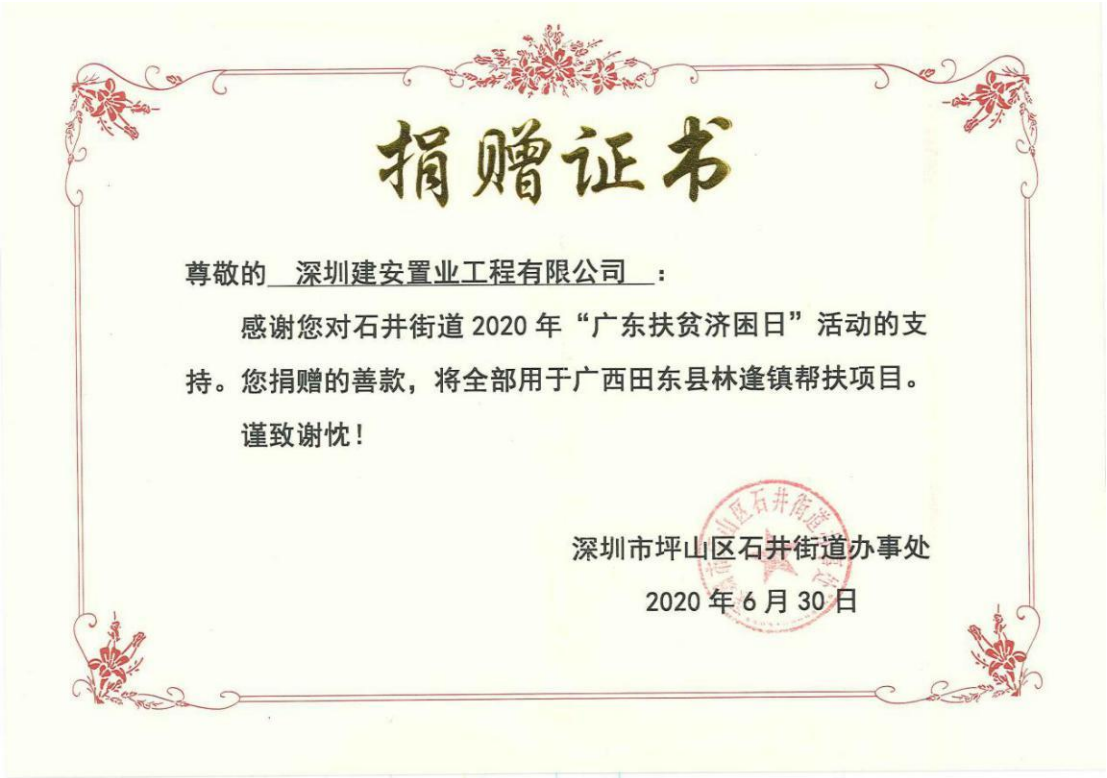 捐赠证书
尊敬的 深圳建安置业工程有限公司 :
感谢您对石井街道 2020 年“广东扶贫济困日”活动的支
持。您捐赠的善款，将全部用于广西田东县林逢镇帮扶项目。
谨致谢忱！
深圳市坪山区石井街道办事处
2020 年 6 月 30 日